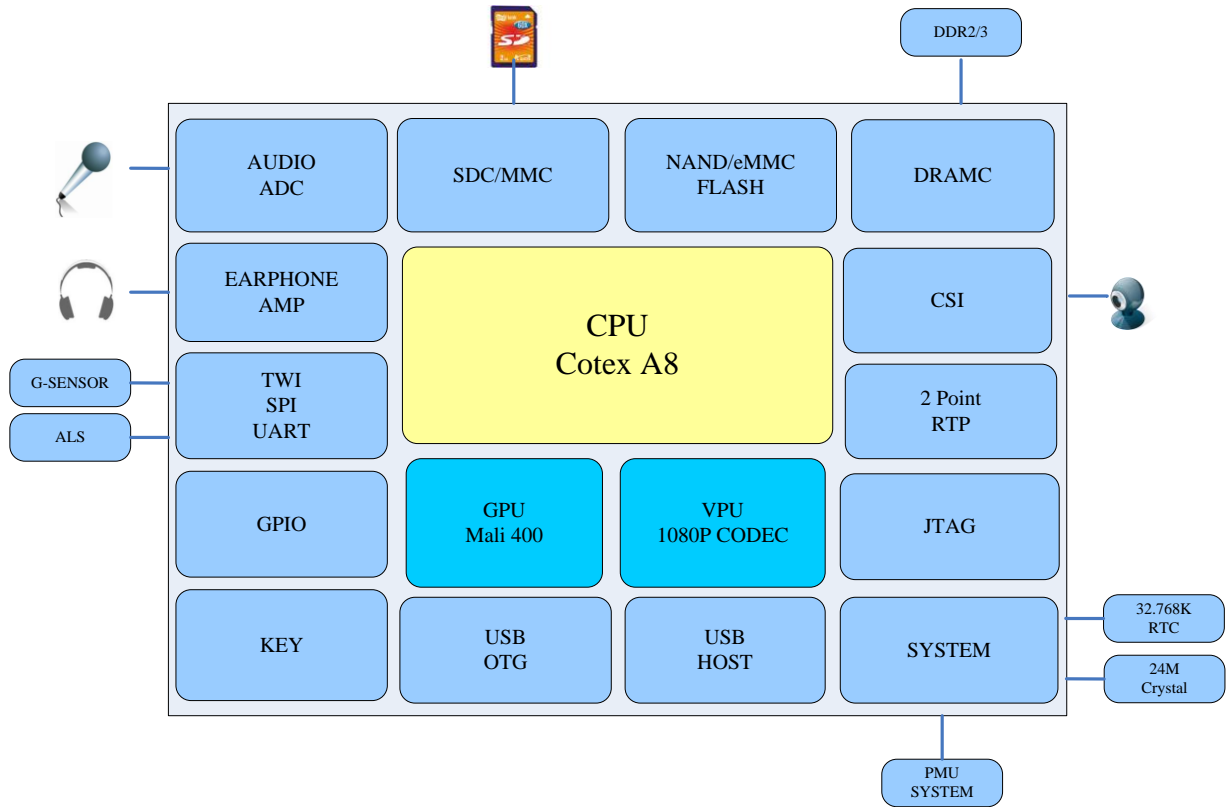 DDR2/3
AUDIO
ADC
SDC/MMC
NAND/eMMC
FLASH
DRAMC
EARPHONE
AMP
CPU
Cotex A8
CSI
G-SENSOR
ALS
TWI
SPI
UART
2 Point
RTP
GPIO
GPU
Mali 400
VPU
1080P CODEC
JTAG
KEY
USB
OTG
USB
HOST
SYSTEM
32.768K
RTC
24M
Crystal
PMU
SYSTEM